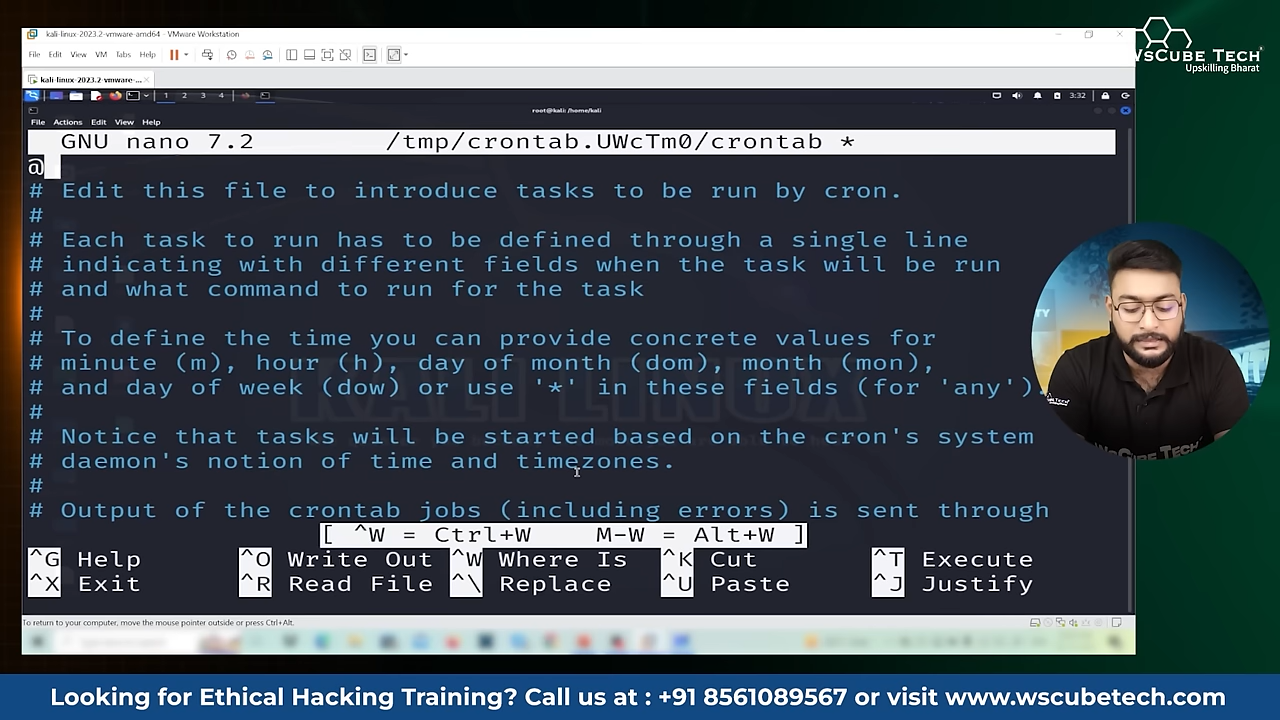 kali-linux-2023.2-vmware-amd64 - VMware Workstation
File Edit View VM Tabs Help
kali-linux-2023.2-vmware-...
WsCube Tech
Upskilling Bharat
1 2 3 4
3:32
root@kali: /home/kali
File Actions Edit View Help
GNU nano 7.2 /tmp/crontab.UWcTm0/crontab *
@
# Edit this file to introduce tasks to be run by cron.
#
# Each task to run has to be defined through a single line
# indicating with different fields when the task will be run
# and what command to run for the task
#
# To define the time you can provide concrete values for
# minute (m), hour (h), day of month (dom), month (mon),
# and day of week (dow) or use '*' in these fields (for 'any').
#
# Notice that tasks will be started based on the cron's system
# daemon's notion of time and timezones.
#
# Output of the crontab jobs (including errors) is sent through
[ ^W = Ctrl+W M-W = Alt+W ]
^G Help ^O Write Out ^W Where Is ^K Cut ^T Execute
^X Exit ^R Read File ^\ Replace ^U Paste ^J Justify
To return to your computer, move the mouse pointer outside or press Ctrl+Alt.
Looking for Ethical Hacking Training? Call us at : +91 8561089567 or visit www.wscubetech.com